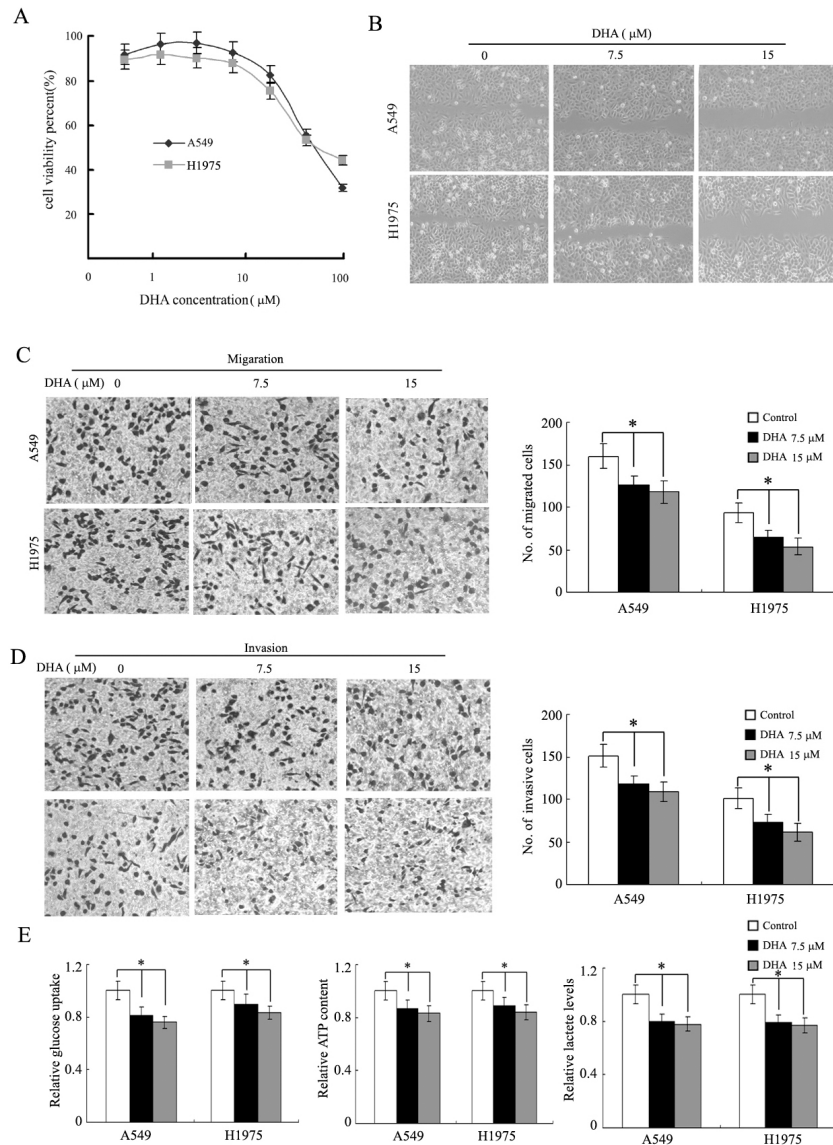 A
cell viability percent(%)
100
80
60
40
20
0
1
10
100
A549
H1975
DHA concentration ( μM)
B
DHA ( μM)
0
7.5
15
A549
H1975
C
Migaration
DHA ( μM)
0
7.5
15
A549
H1975
No. of migrated cells
200
150
100
50
0
Control
DHA 7.5 μM
DHA 15 μM
*
*
A549
H1975
D
Invasion
DHA ( μM)
0
7.5
15
No. of invasive cells
200
150
100
50
0
Control
DHA 7.5 μM
DHA 15 μM
*
*
A549
H1975
E
Control
DHA 7.5 μM
DHA 15 μM
Relative glucose uptake
1.2
0.8
0.4
0
*
*
A549
H1975
Relative ATP content
1.2
0.8
0.4
0
*
*
A549
H1975
Relative lactete levels
1.2
0.8
0.4
0
*
*
A549
H1975